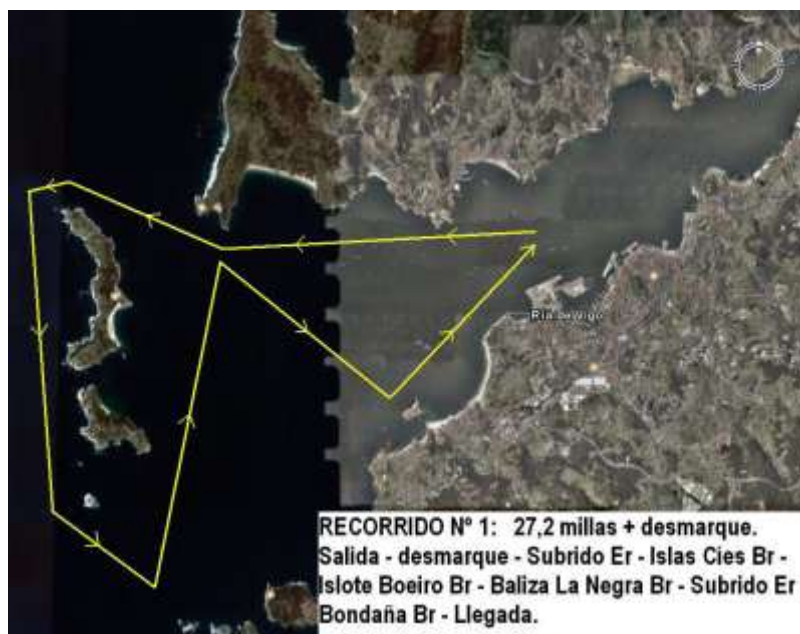 Ría de Vigo
RECORRIDO Nº 1: 27,2 millas + desmarque.
Salida - desmarque - Subrido Er - Islas Cies Br -
Islote Boeiro Br - Baliza La Negra Br - Subrido Er
Bondaña Br - Llegada.